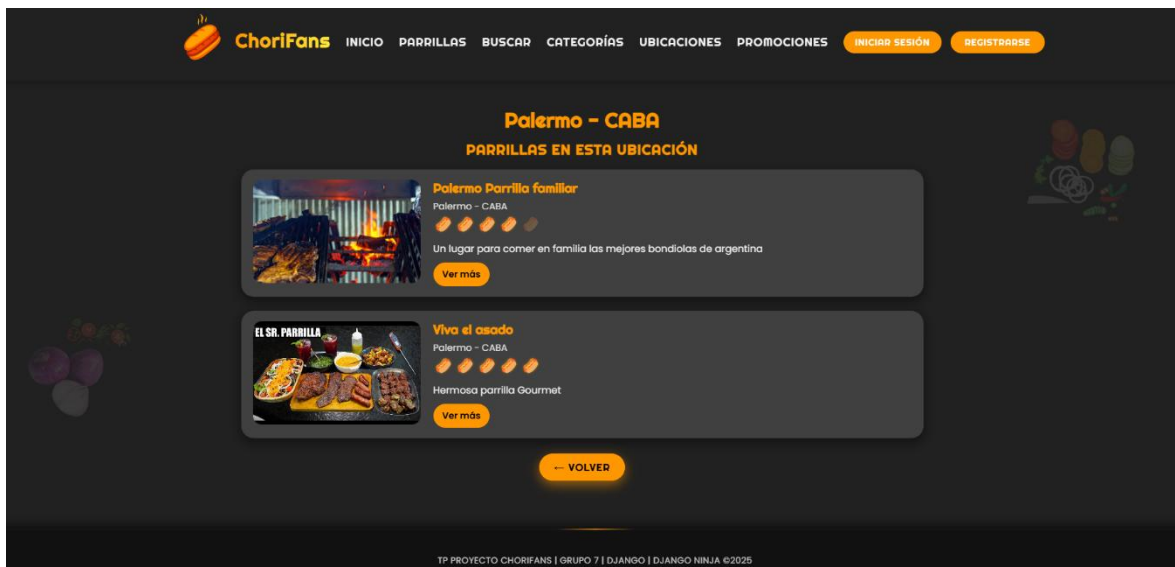 ChoriFans INICIO PARRILLAS BUSCAR CATEGORÍAS UBICACIONES PROMOCIONES INICIAR SESIÓN REGISTRARSE
Palermo - CABA
PARRILLAS EN ESTA UBICACIÓN
Palermo Parrilla familiar
Palermo - CABA
Un lugar para comer en familia las mejores bondiolas de argentina
Ver más
EL SR. PARRILLA
Viva el asado
Palermo - CABA
Hermosa parrilla Gourmet
Ver más
← VOLVER
TP PROYECTO CHORIFANS | GRUPO 7 | DJANGO | DJANGO NINJA ©2025